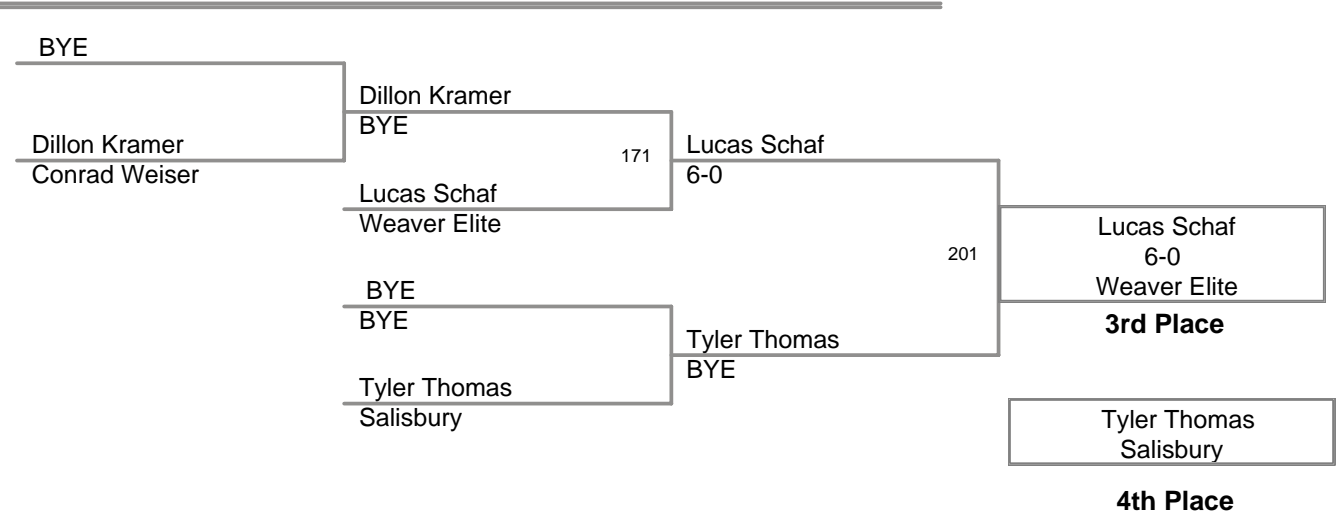 BYE
Dillon Kramer
Conrad Weiser
Dillon Kramer
BYE
171
Lucas Schaf
Weaver Elite
BYE
BYE
Tyler Thomas
Salisbury
Lucas Schaf
6-0
201
Tyler Thomas
BYE
Lucas Schaf
6-0
Weaver Elite
3rd Place
Tyler Thomas
Salisbury
4th Place